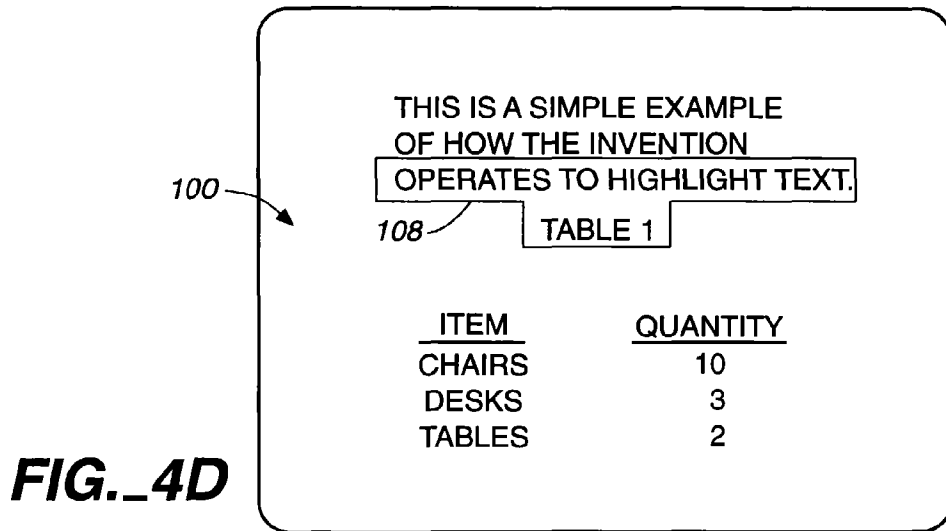 THIS IS A SIMPLE EXAMPLE
OF HOW THE INVENTION
OPERATES TO HIGHLIGHT TEXT.
100
108
TABLE 1
ITEM QUANTITY
CHAIRS 10
DESKS 3
TABLES 2
FIG._4D